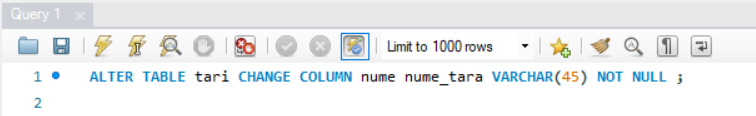 Query 1
Limit to 1000 rows
1 ALTER TABLE tari CHANGE COLUMN nume nume_tara VARCHAR(45) NOT NULL ;
2